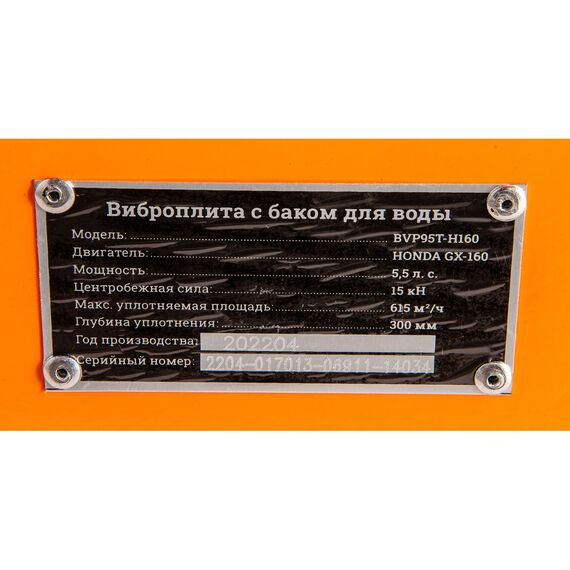 Виброплита с баком для воды
Модель: BVP95T-H160
Двигатель: HONDA GX-160
Мощность: 5,5 л. с.
Центробежная сила: 15 кН
Макс. уплотняемая площадь: 615 м²/ч
Глубина уплотнения: 300 мм
Год производства: 202204
Серийный номер: 2204-017013-06911-14034